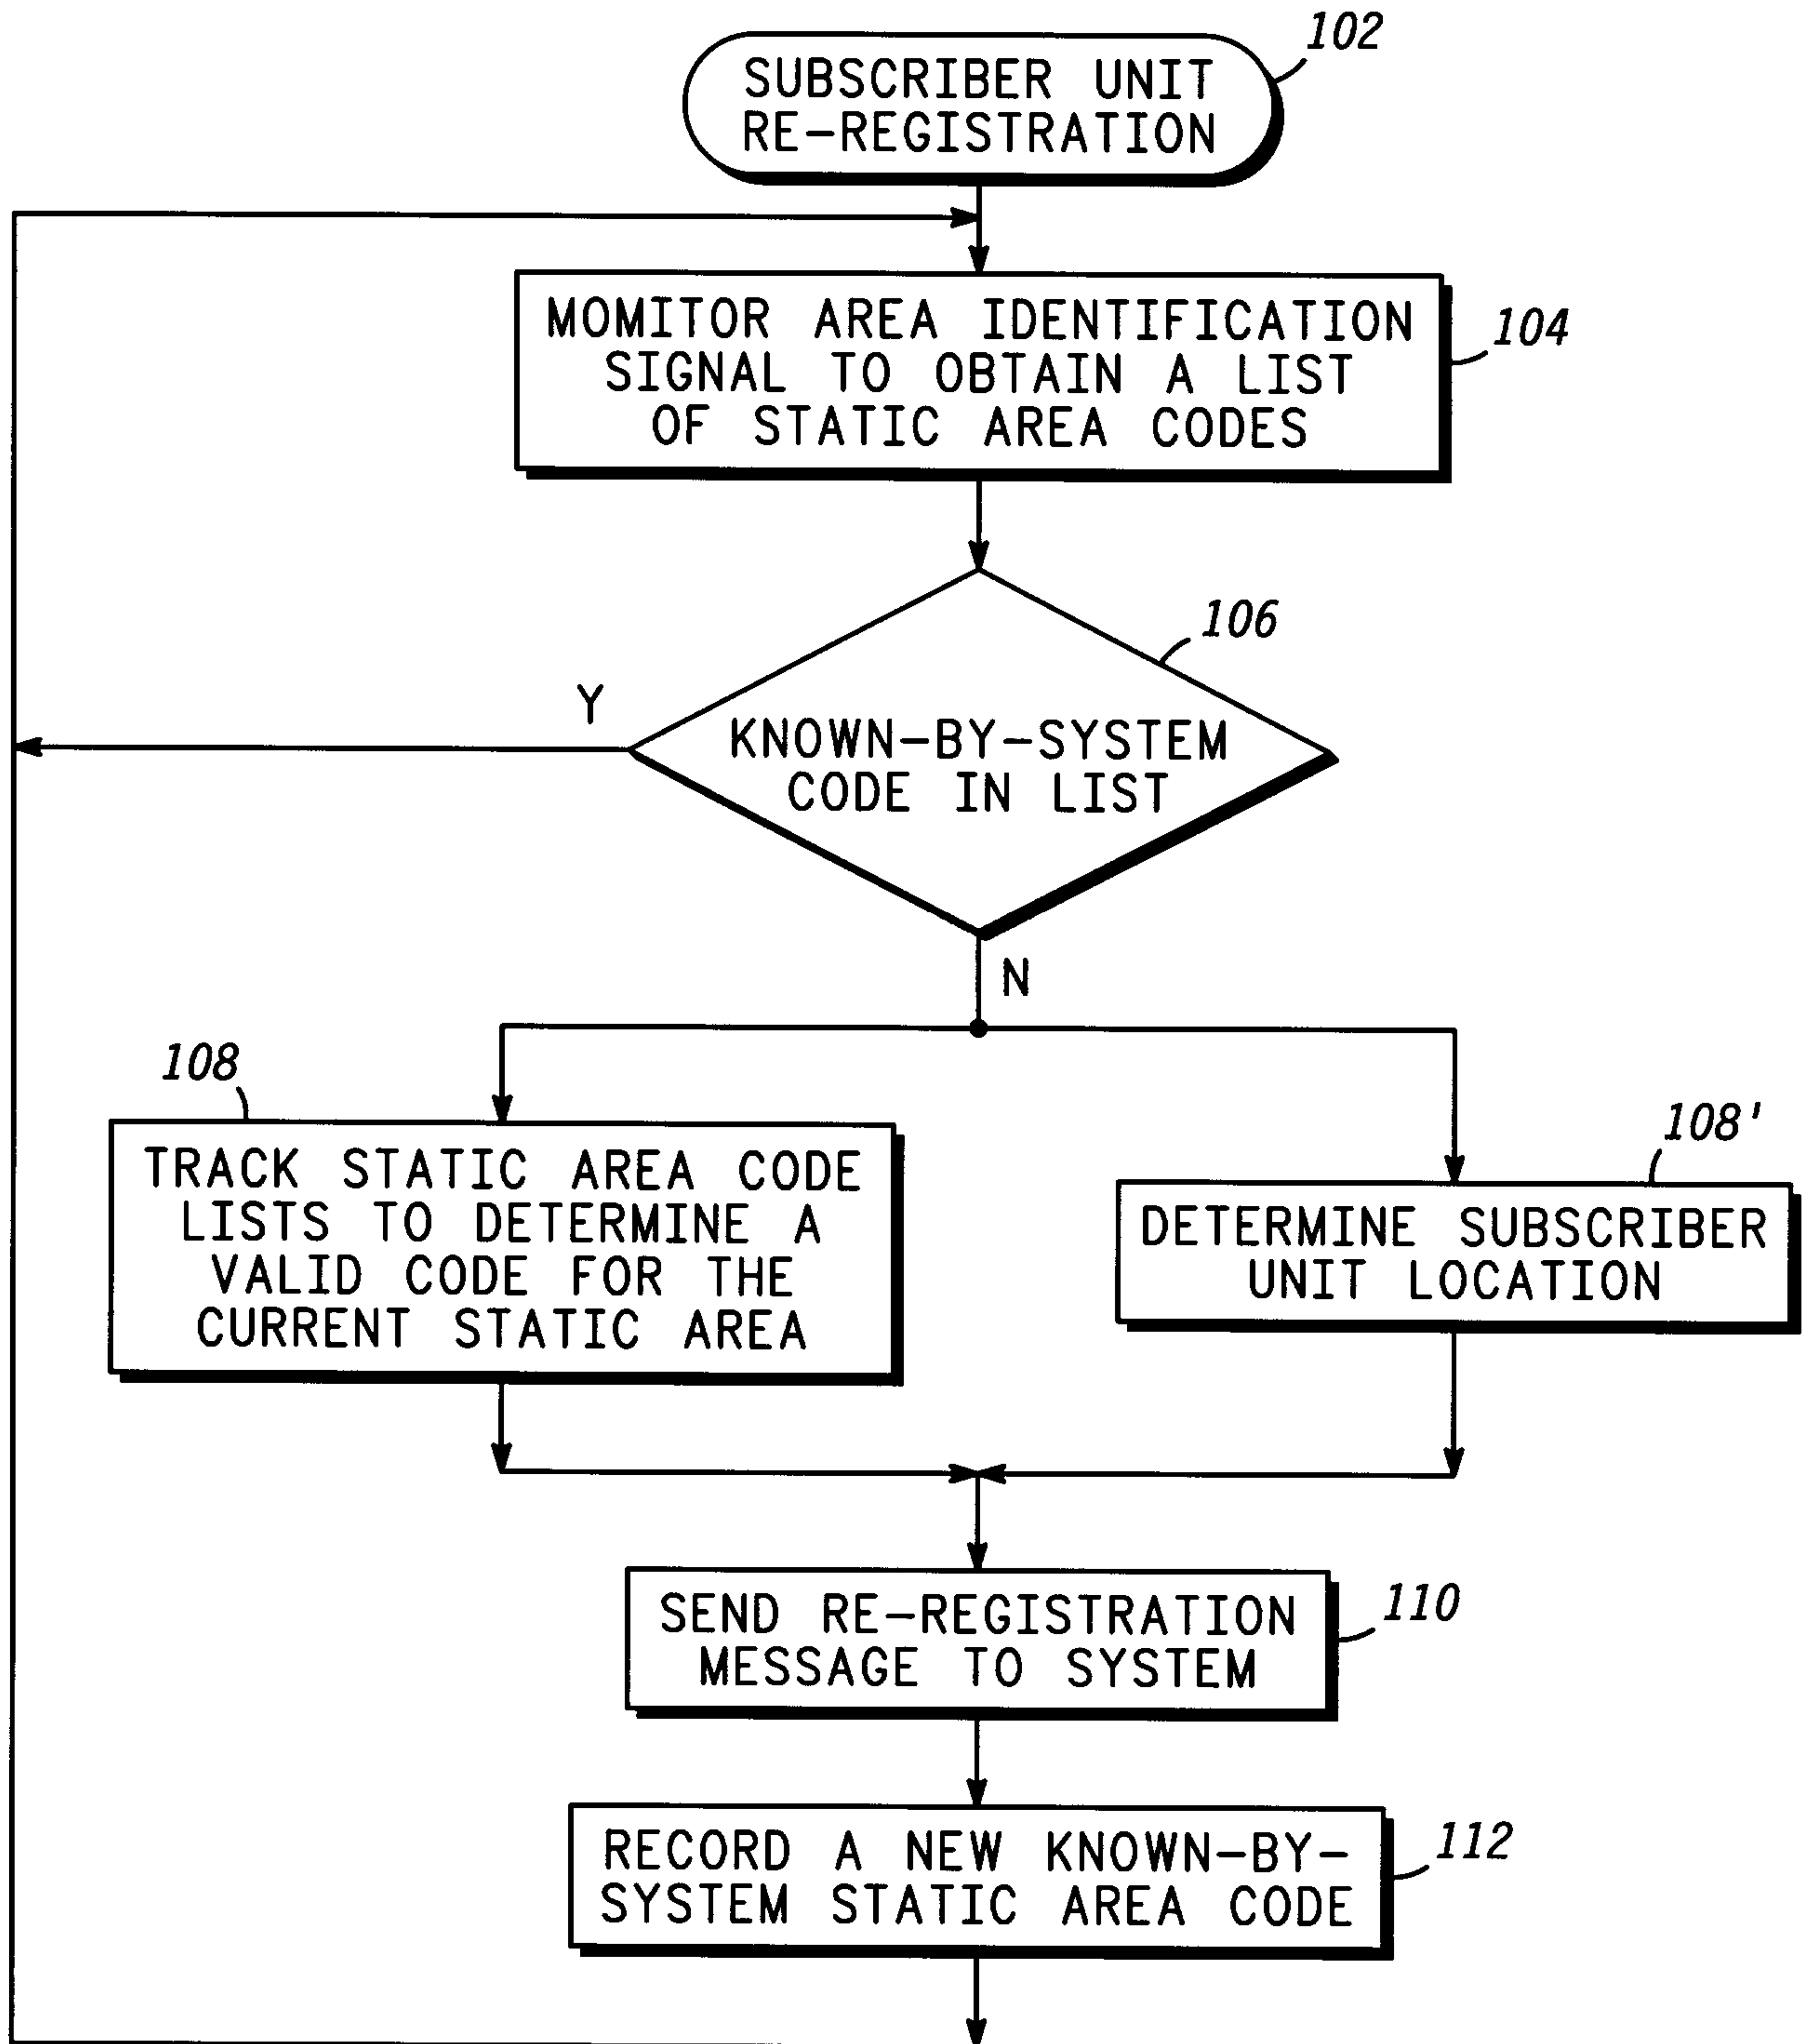 102
SUBSCRIBER UNIT
RE-REGISTRATION
MOMITOR AREA IDENTIFICATION
SIGNAL TO OBTAIN A LIST
OF STATIC AREA CODES
104
106
Y
KNOWN-BY-SYSTEM
CODE IN LIST
N
108
TRACK STATIC AREA CODE
LISTS TO DETERMINE A
VALID CODE FOR THE
CURRENT STATIC AREA
108'
DETERMINE SUBSCRIBER
UNIT LOCATION
SEND RE-REGISTRATION
MESSAGE TO SYSTEM
110
RECORD A NEW KNOWN-BY-
SYSTEM STATIC AREA CODE
112